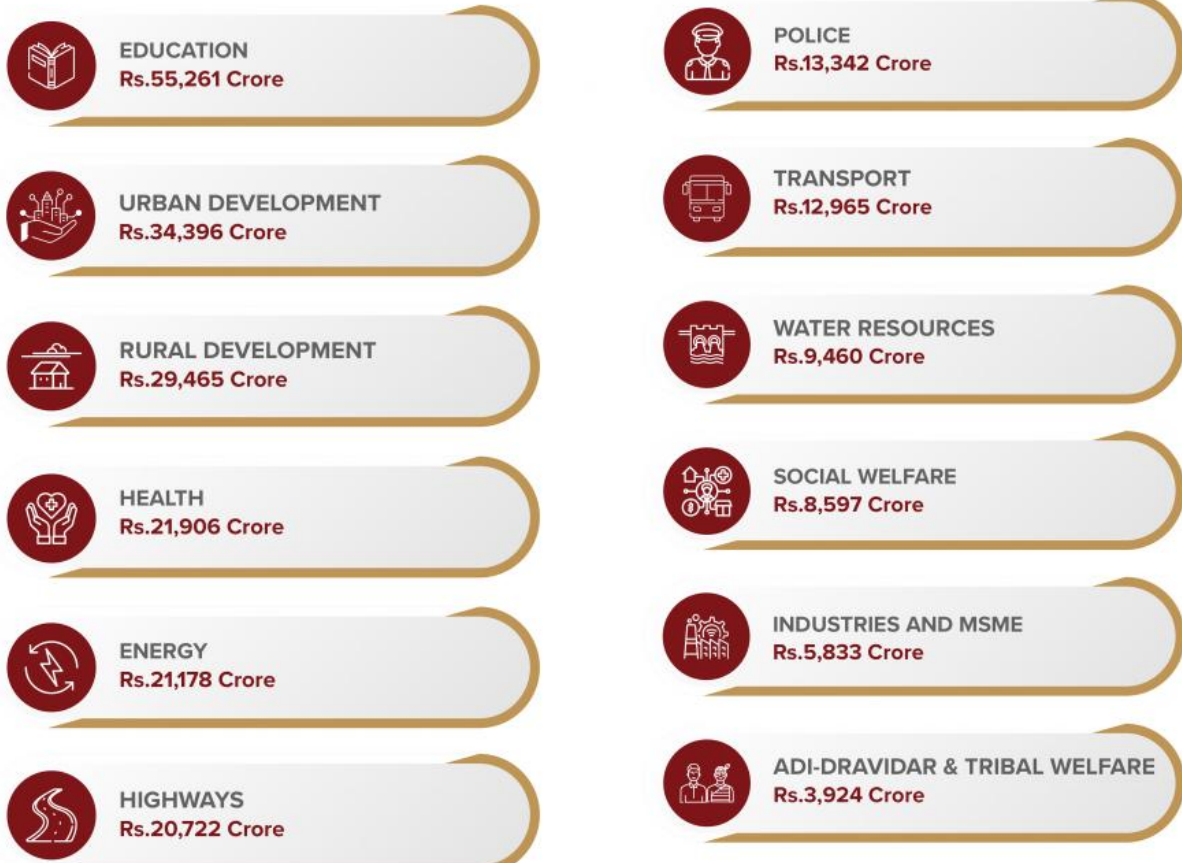 EDUCATION
Rs.55,261 Crore
URBAN DEVELOPMENT
Rs.34,396 Crore
RURAL DEVELOPMENT
Rs.29,465 Crore
HEALTH
Rs.21,906 Crore
ENERGY
Rs.21,178 Crore
HIGHWAYS
Rs.20,722 Crore
POLICE
Rs.13,342 Crore
TRANSPORT
Rs.12,965 Crore
WATER RESOURCES
Rs.9,460 Crore
SOCIAL WELFARE
Rs.8,597 Crore
INDUSTRIES AND MSME
Rs.5,833 Crore
ADI-DRAVIDAR & TRIBAL WELFARE
Rs.3,924 Crore